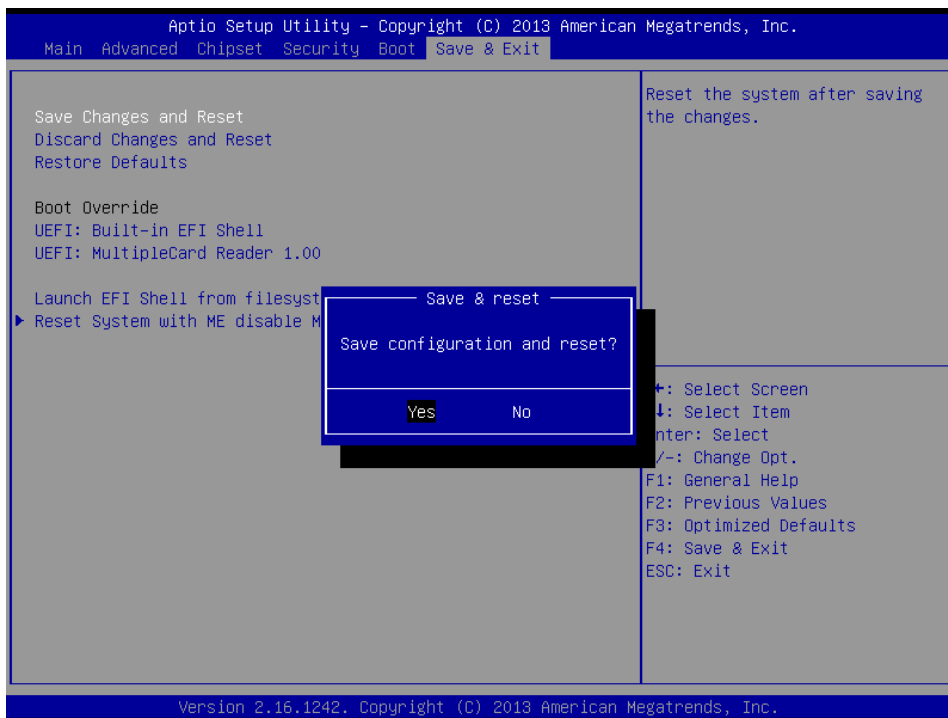 Aptio Setup Utility – Copyright (C) 2013 American Megatrends, Inc.
Main Advanced Chipset Security Boot Save & Exit
Save Changes and Reset
Discard Changes and Reset
Restore Defaults
Boot Override
UEFI: Built-in EFI Shell
UEFI: MultipleCard Reader 1.00
Launch EFI Shell from filesyst
Reset System with ME disable M
Save & reset
Save configuration and reset?
Yes No
Reset the system after saving
the changes.
: Select Screen
: Select Item
nter: Select
/-: Change Opt.
F1: General Help
F2: Previous Values
F3: Optimized Defaults
F4: Save & Exit
ESC: Exit
Version 2.16.1242. Copyright (C) 2013 American Megatrends, Inc.